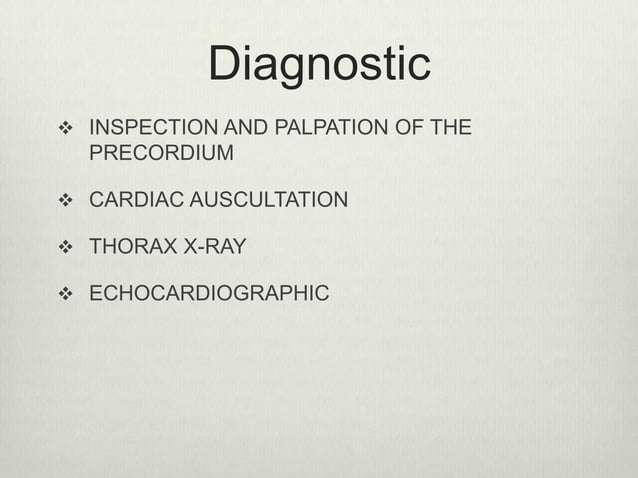 Diagnostic
❖ INSPECTION AND PALPATION OF THE
PRECORDIUM
❖ CARDIAC AUSCULTATION
❖ THORAX X-RAY
❖ ECHOCARDIOGRAPHIC